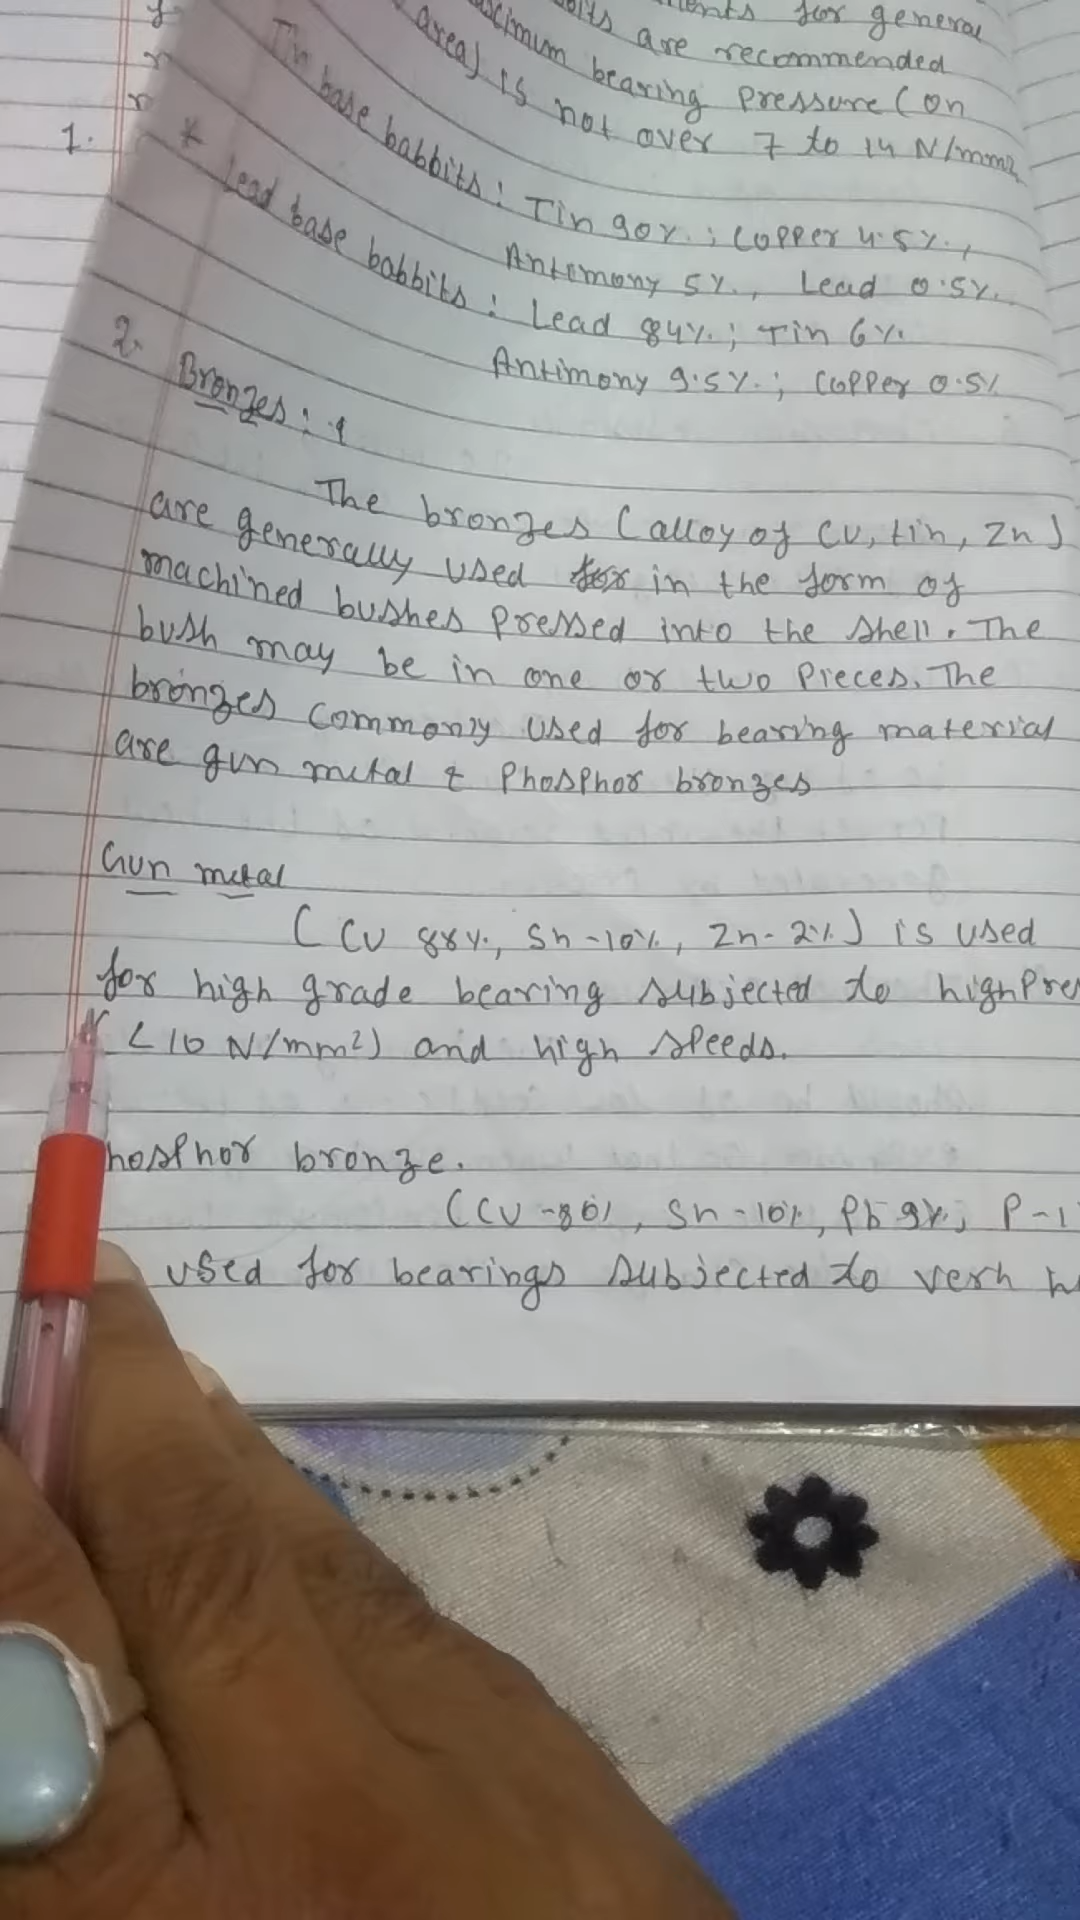 for general
are recommended
bearing Pressure (on
area) is not over 7 to 14 N/mm2
1.
* Tin base babbits : Tin 90%. ; Copper 4.5%.,
Antemony 5%., Lead 0.5%.
Lead base babbits : Lead 84%. ; Tin 6%.
Antimony 9.5%. ; Copper 0.5%
2. Bronzes :
The bronzes (alloy of Cu, tin, Zn)
are generally used in the form of
machined bushes Pressed into the shell. The
bush may be in one or two Pieces. The
bronzes commonly used for bearing material
are gun metal & Phosphor bronzes
Gun metal
(Cu 88%., Sn-10%, Zn-2%) is used
for high grade bearing subjected to high Pres
< 10 N/mm2) and high speeds.
hosphor bronze.
(Cu-80%, Sn-10%, Pb 9%; P-1
used for bearings subjected to verh h